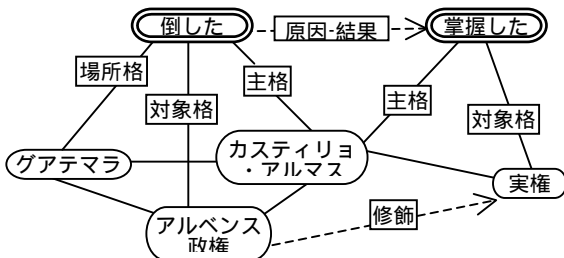 倒した
原因-結果
掌握した
場所格
対象格
主格
主格
対象格
グアテマラ
カスティリョ
・アルマス
実権
アルベンス
政権
修飾